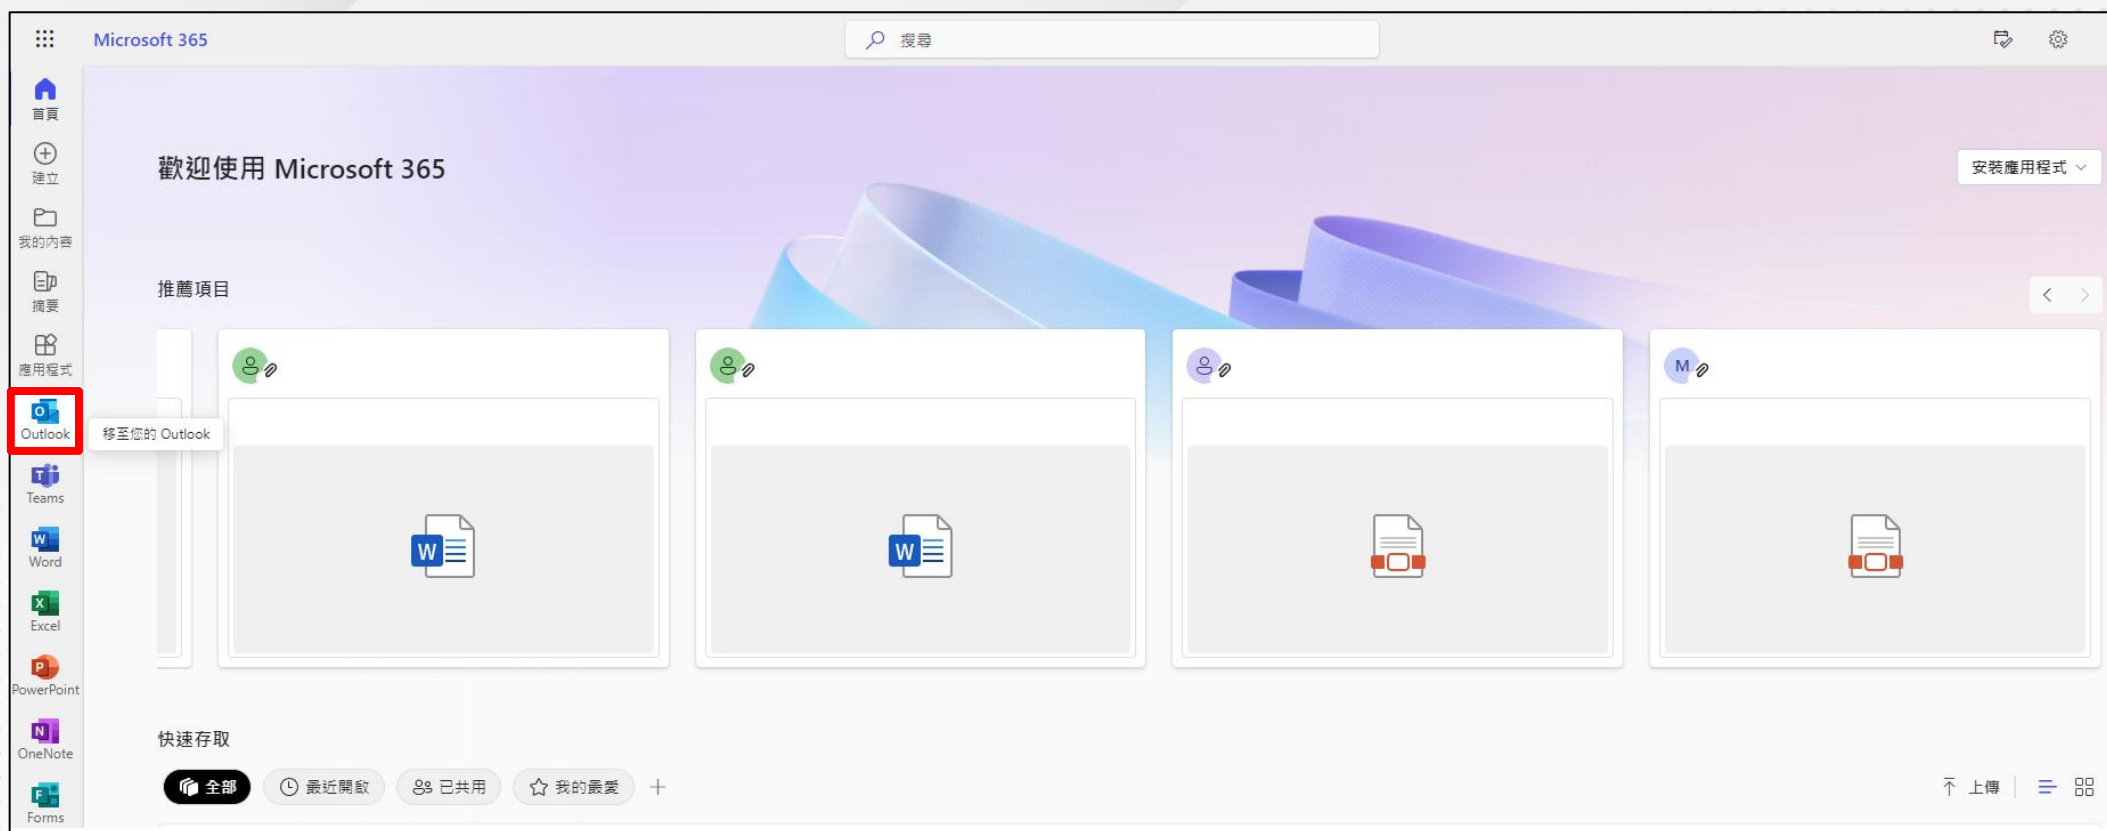 Microsoft 365
搜尋
首頁
建立
我的內容
摘要
應用程式
Outlook
Teams
Word
Excel
PowerPoint
OneNote
Forms
移至您的 Outlook
歡迎使用 Microsoft 365
安裝應用程式
推薦項目
M
快速存取
全部
最近開啟
已共用
我的最愛
上傳